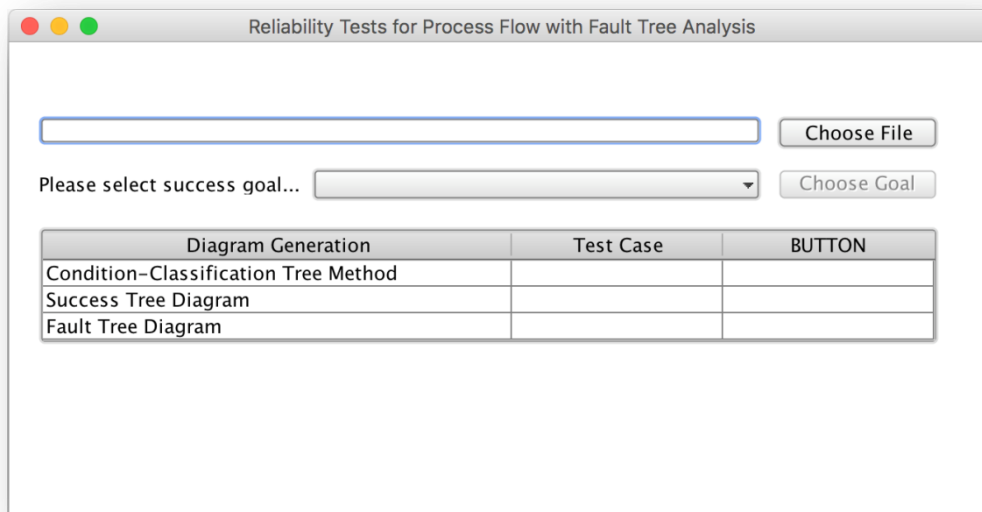 Reliability Tests for Process Flow with Fault Tree Analysis
Choose File
Please select success goal... Choose Goal
Diagram Generation Test Case BUTTON
Condition-Classification Tree Method
Success Tree Diagram
Fault Tree Diagram